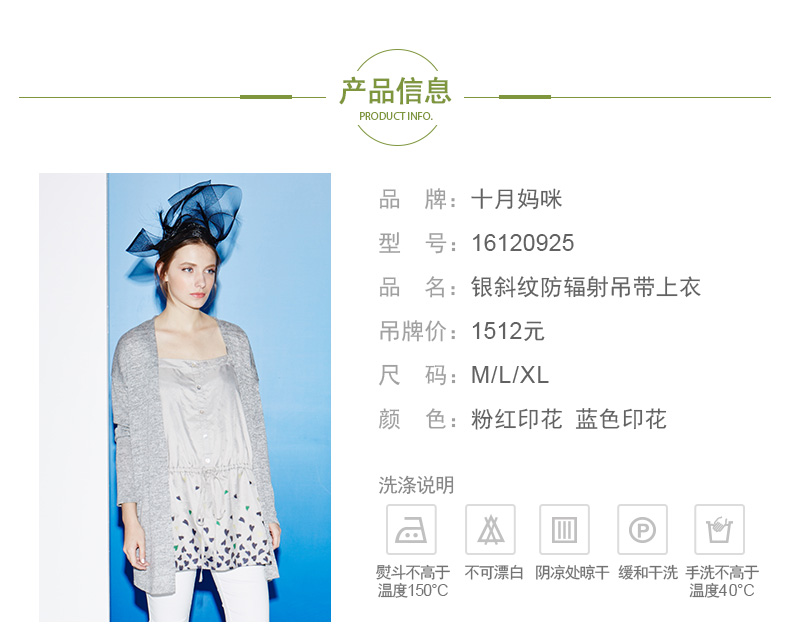 产品信息
PRODUCT INFO.
品 牌：十月妈咪
型 号：16120925
品 名：银斜纹防辐射吊带上衣
吊牌价：1512元
尺 码：M/L/XL
颜 色：粉红印花 蓝色印花
洗涤说明
P
熨斗不高于
温度150°C
不可漂白
阴凉处晾干
缓和干洗
手洗不高于
温度40°C